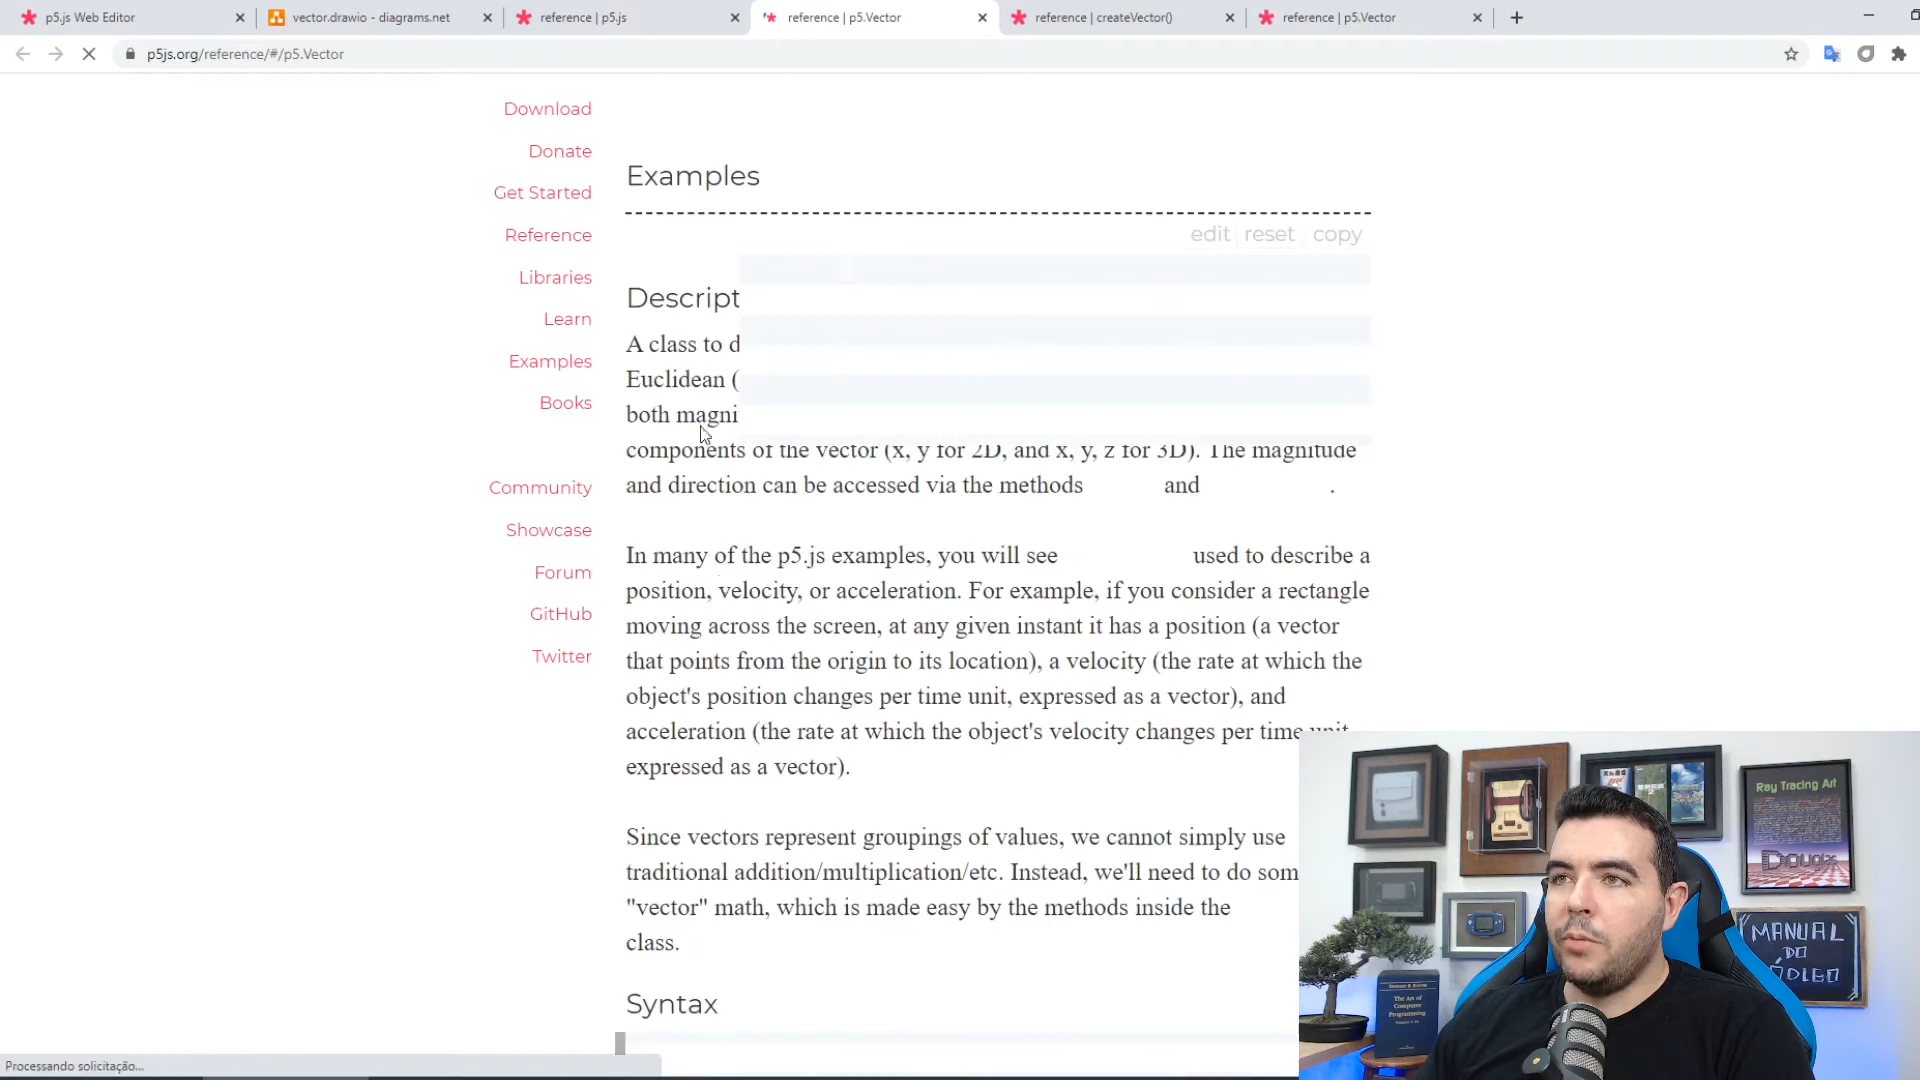 p5.js Web Editor
vector.drawio - diagrams.net
reference | p5.js
reference | p5.Vector
reference | createVector()
reference | p5.Vector
p5js.org/reference/#/p5.Vector
Download
Donate
Get Started
Reference
Libraries
Learn
Examples
Books
Community
Showcase
Forum
GitHub
Twitter
Examples
edit reset copy
Descript
A class to d
Euclidean (
both magni
components of the vector (x, y for 2D, and x, y, z for 3D). The magnitude
and direction can be accessed via the methods and .
In many of the p5.js examples, you will see used to describe a
position, velocity, or acceleration. For example, if you consider a rectangle
moving across the screen, at any given instant it has a position (a vector
that points from the origin to its location), a velocity (the rate at which the
object's position changes per time unit, expressed as a vector), and
acceleration (the rate at which the object's velocity changes per time unit,
expressed as a vector).
Since vectors represent groupings of values, we cannot simply use
traditional addition/multiplication/etc. Instead, we'll need to do som
"vector" math, which is made easy by the methods inside the
class.
Syntax
Processando solicitação...
Ray Tracing Art
MANUAL
DO
The Art of
Computer
Programming